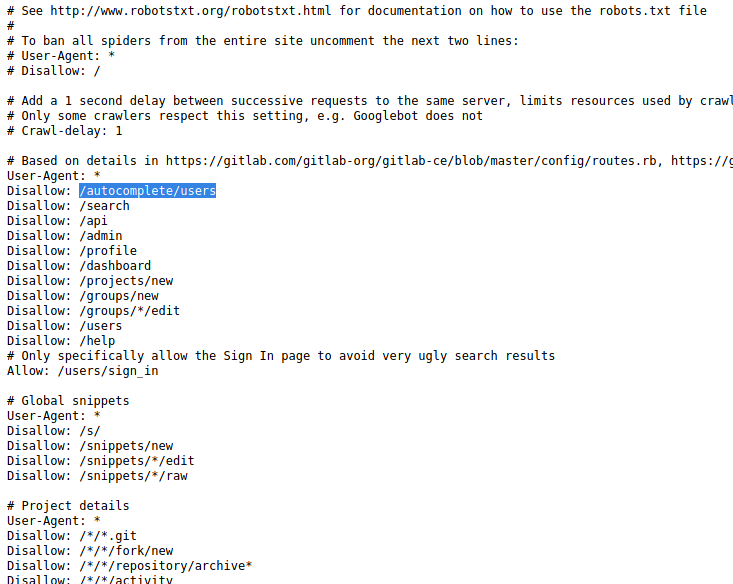 # See http://www.robotstxt.org/robotstxt.html for documentation on how to use the robots.txt file
#
# To ban all spiders from the entire site uncomment the next two lines:
# User-Agent: *
# Disallow: /
# Add a 1 second delay between successive requests to the same server, limits resources used by crawl
# Only some crawlers respect this setting, e.g. Googlebot does not
# Crawl-delay: 1
# Based on details in https://gitlab.com/gitlab-org/gitlab-ce/blob/master/config/routes.rb, https://g
User-Agent: *
Disallow: /autocomplete/users
Disallow: /search
Disallow: /api
Disallow: /admin
Disallow: /profile
Disallow: /dashboard
Disallow: /projects/new
Disallow: /groups/new
Disallow: /groups/*/edit
Disallow: /users
Disallow: /help
# Only specifically allow the Sign In page to avoid very ugly search results
Allow: /users/sign_in
# Global snippets
User-Agent: *
Disallow: /s/
Disallow: /snippets/new
Disallow: /snippets/*/edit
Disallow: /snippets/*/raw
# Project details
User-Agent: *
Disallow: /*/*.git
Disallow: /*/*/fork/new
Disallow: /*/*/repository/archive*
Disallow: /*/*/activity